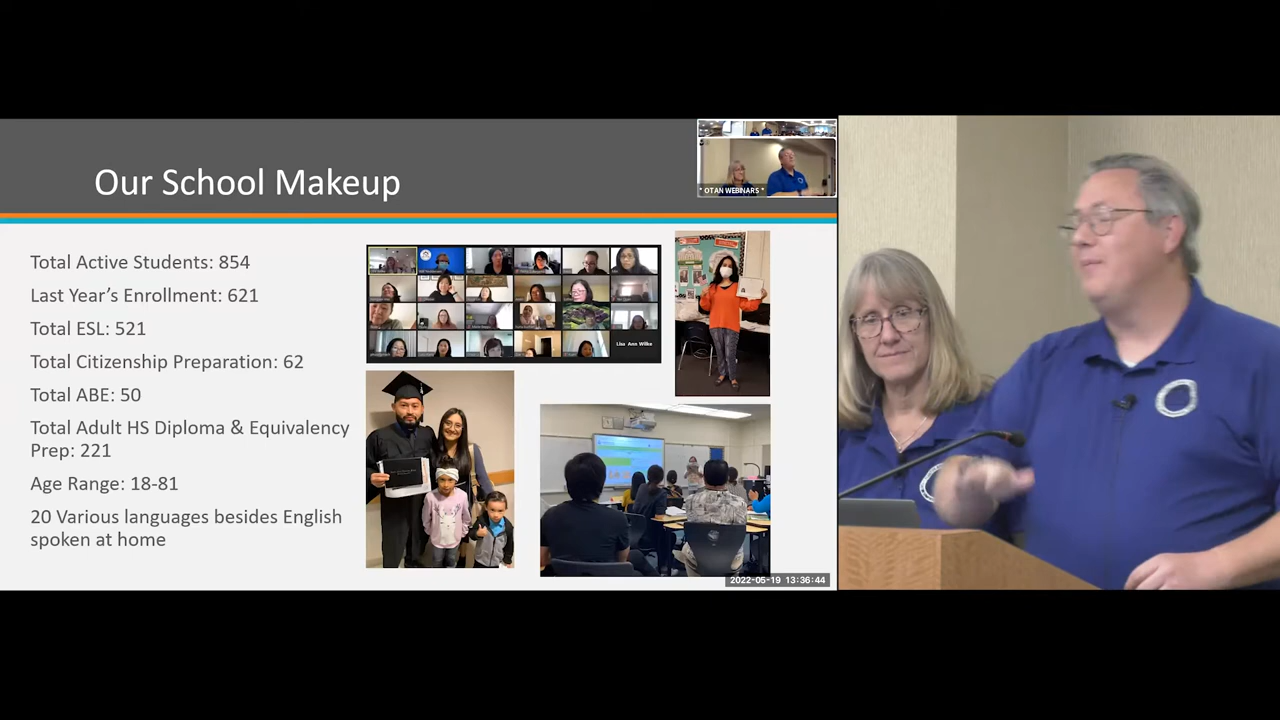 Our School Makeup
* OTAN WEBINARS *
Total Active Students: 854
Last Year's Enrollment: 621
Total ESL: 521
Total Citizenship Preparation: 62
Total ABE: 50
Total Adult HS Diploma & Equivalency
Prep: 221
Age Range: 18-81
20 Various languages besides English
spoken at home
Lisa Ann Wilke
2022-05-19 13:36:44